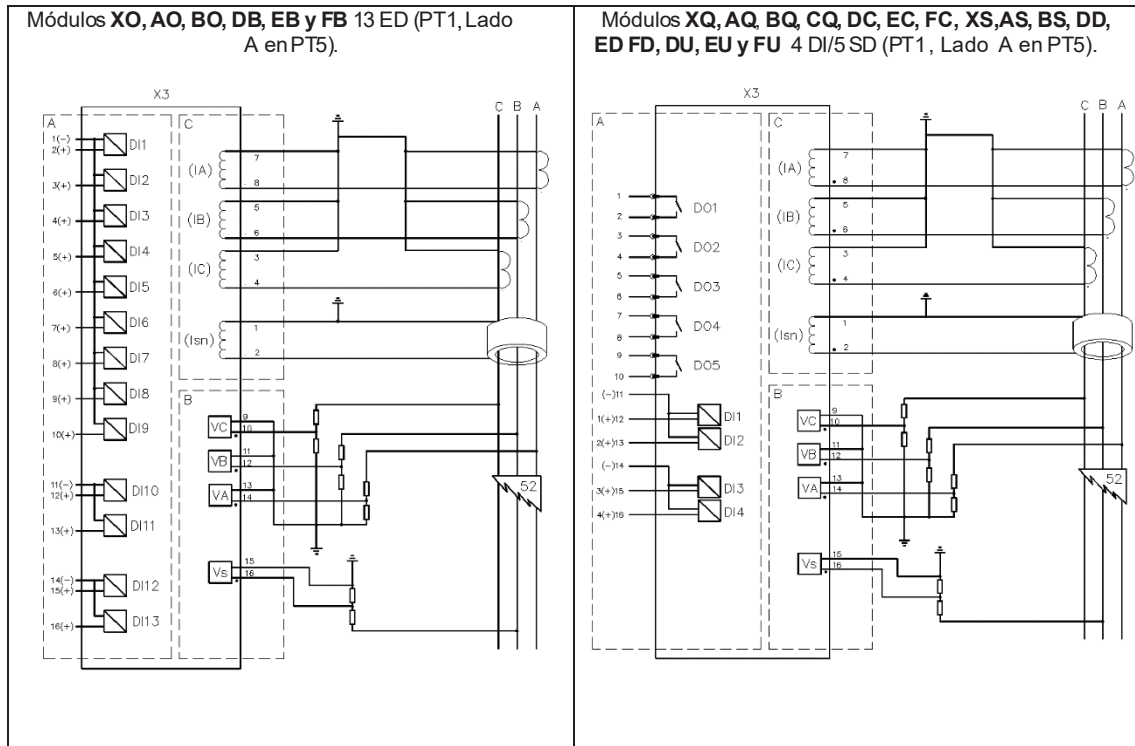 Módulos XO, AO, BO, DB, EB y FB 13 ED (PT1, Lado
A en PT5).
X3
C B A
A
C
1(-)
2(+)
DI1
3(+)
DI2
4(+)
DI3
5(+)
DI4
6(+)
DI5
7(+)
DI6
8(+)
DI7
9(+)
DI8
10(+)
DI9
11(-)
12(+)
DI10
13(+)
DI11
14(-)
15(+)
DI12
16(+)
DI13
(IA)
7
8
(IB)
5
6
(IC)
3
4
(Isn)
1
2
B
VC
9
10
VB
11
12
VA
13
14
Vs
15
16
52
Módulos XQ, AQ, BQ, CQ, DC, EC, FC, XS,AS, BS, DD,
ED FD, DU, EU y FU 4 DI/5 SD (PT1, Lado A en PT5).
X3
C B A
A
C
1
2
DO1
3
4
DO2
5
6
DO3
7
8
DO4
9
10
DO5
(-)11
1(+)12
DI1
2(+)13
DI2
(-)14
3(+)15
DI3
4(+)16
DI4
(IA)
7
8
(IB)
5
6
(IC)
3
4
(Isn)
1
2
B
VC
9
10
VB
11
12
VA
13
14
Vs
15
16
52